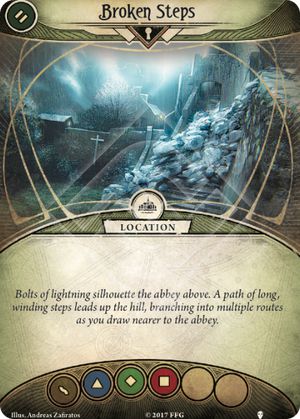 Broken Steps
LOCATION
Bolts of lightning silhouette the abbey above. A path of long,
winding steps leads up the hill, branching into multiple routes
as you draw nearer to the abbey.
Illus. Andreas Zafiratos
© 2017 FFG